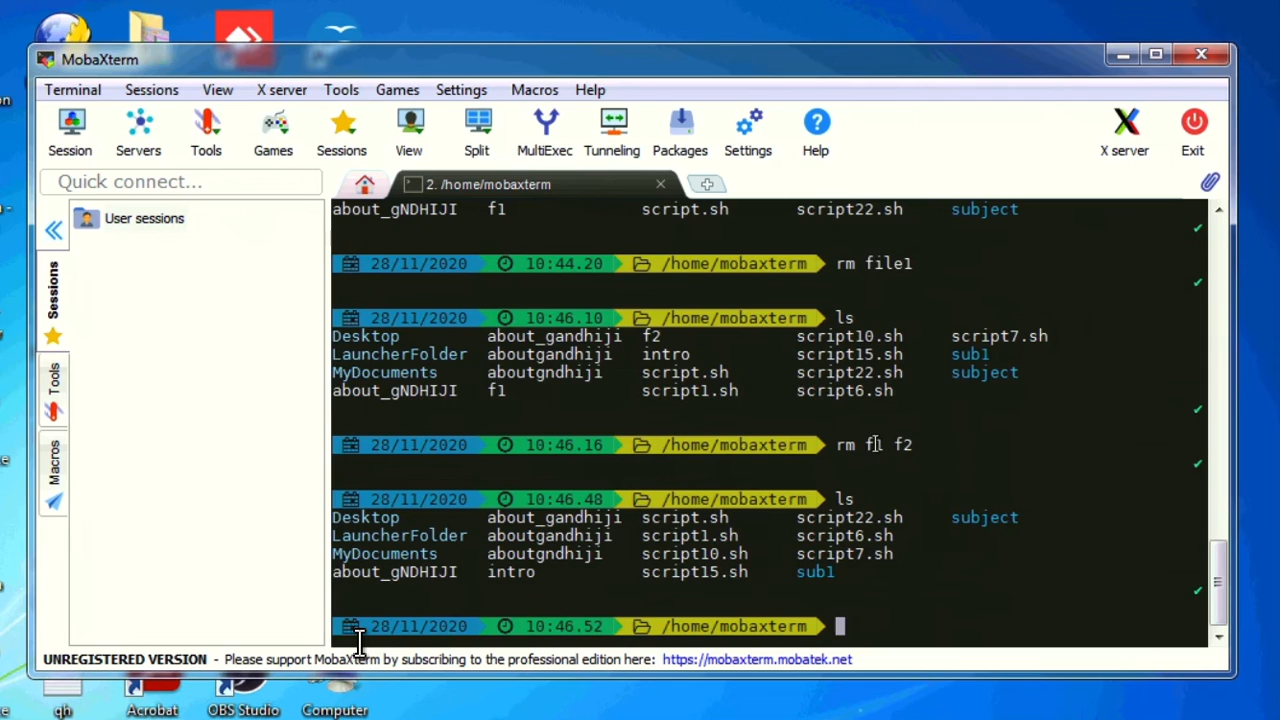 MobaXterm
Terminal Sessions View X server Tools Games Settings Macros Help
Session Servers Tools Games Sessions View Split MultiExec Tunneling Packages Settings Help X server Exit
Quick connect...
2. /home/mobaxterm
User sessions
Sessions
Tools
Macros
about_gNDHIJI f1 script.sh script22.sh subject
28/11/2020 10:44.20 /home/mobaxterm rm file1
28/11/2020 10:46.10 /home/mobaxterm ls
Desktop about_gandhiji f2 script10.sh script7.sh
LauncherFolder aboutgandhiji intro script15.sh sub1
MyDocuments aboutgndhiji script.sh script22.sh subject
about_gNDHIJI f1 script1.sh script6.sh
28/11/2020 10:46.16 /home/mobaxterm rm f1 f2
28/11/2020 10:46.48 /home/mobaxterm ls
Desktop about_gandhiji script.sh script22.sh subject
LauncherFolder aboutgandhiji script1.sh script6.sh
MyDocuments aboutgndhiji script10.sh script7.sh
about_gNDHIJI intro script15.sh sub1
28/11/2020 10:46.52 /home/mobaxterm
UNREGISTERED VERSION - Please support MobaXterm by subscribing to the professional edition here: https://mobaxterm.mobatek.net
qh Acrobat OBS Studio Computer